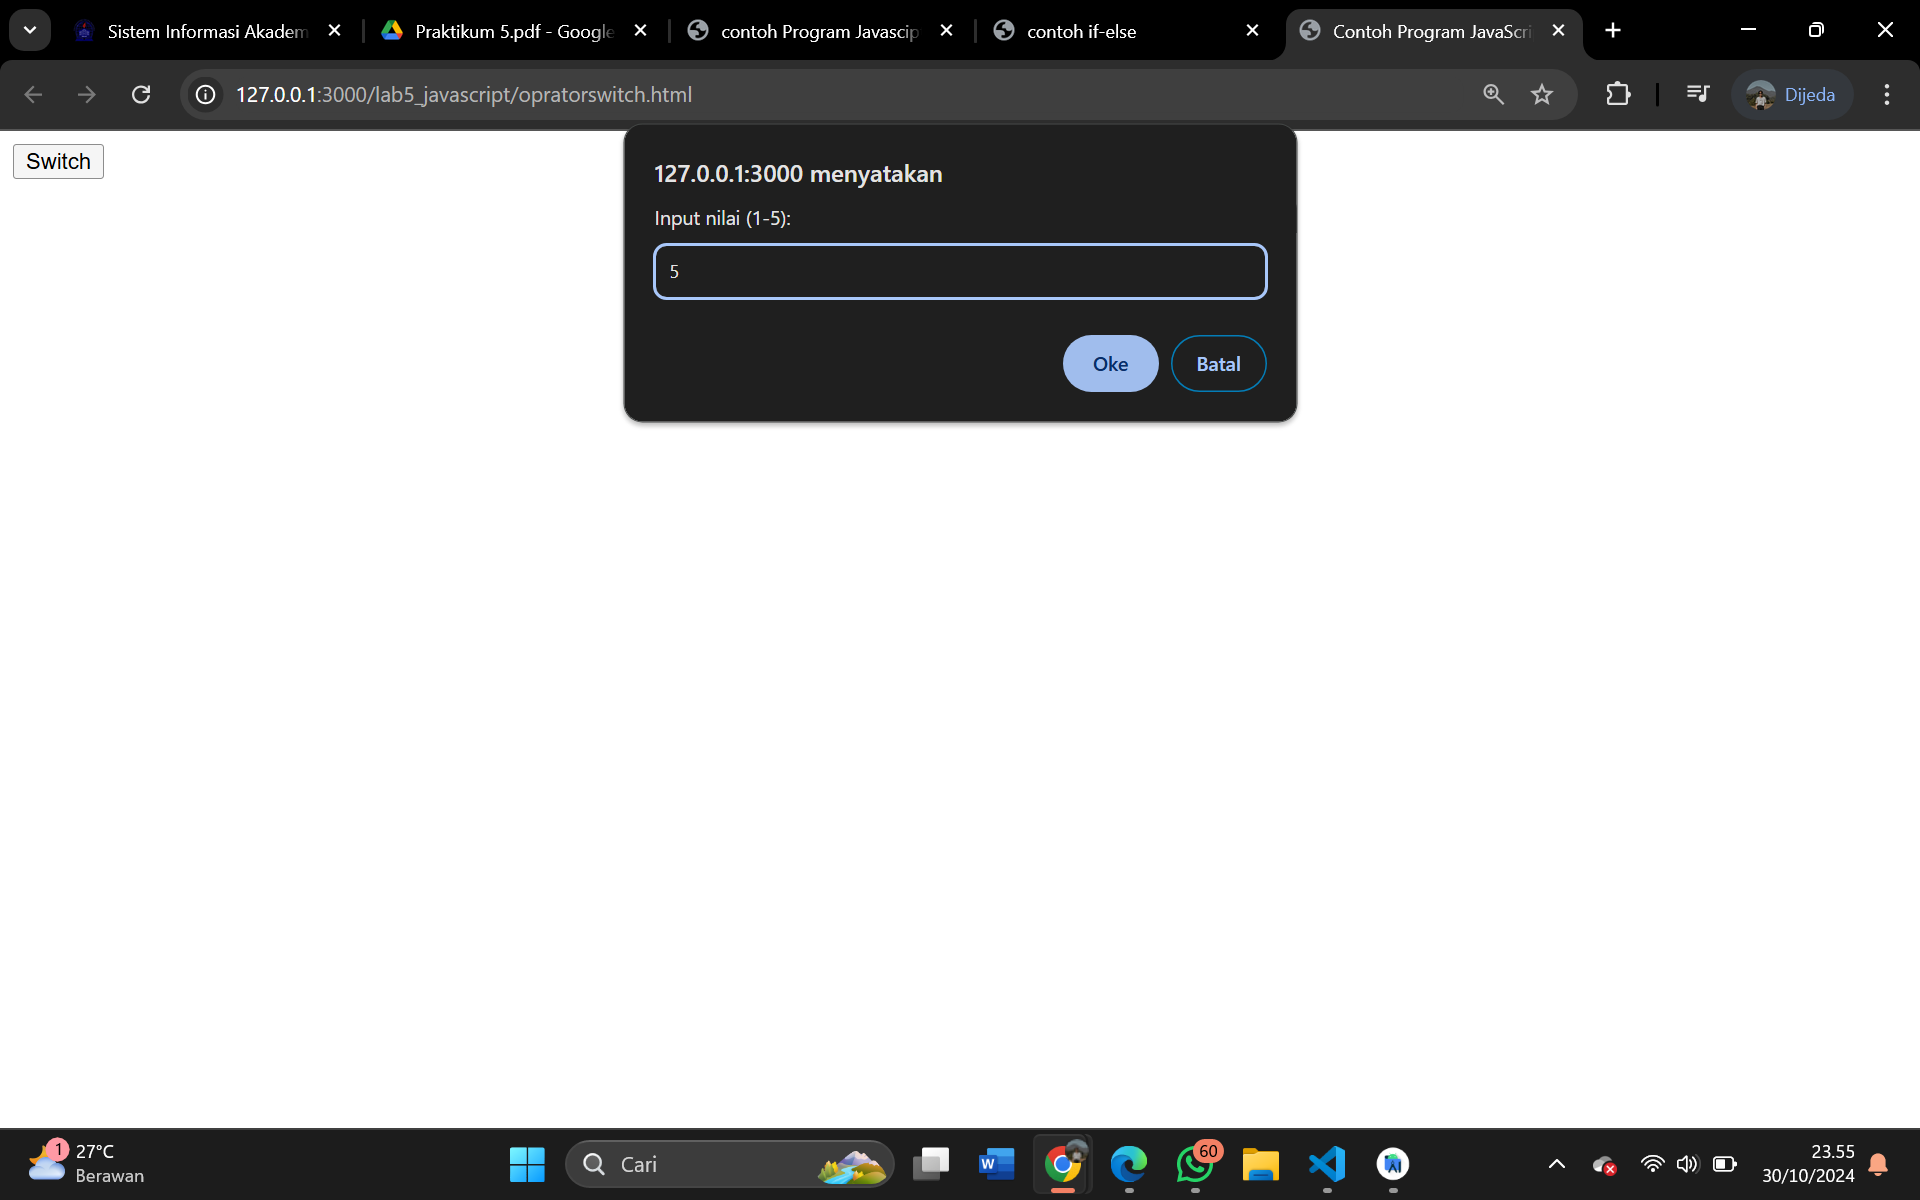 Sistem Informasi Akadem
Praktikum 5.pdf - Google
contoh Program Javascip
contoh if-else
Contoh Program JavaScri
127.0.0.1:3000/lab5_javascript/opratorswitch.html
Dijeda
Switch
127.0.0.1:3000 menyatakan
Input nilai (1-5):
5
Oke
Batal
1
27°C
Berawan
Cari
W
60
23.55
30/10/2024